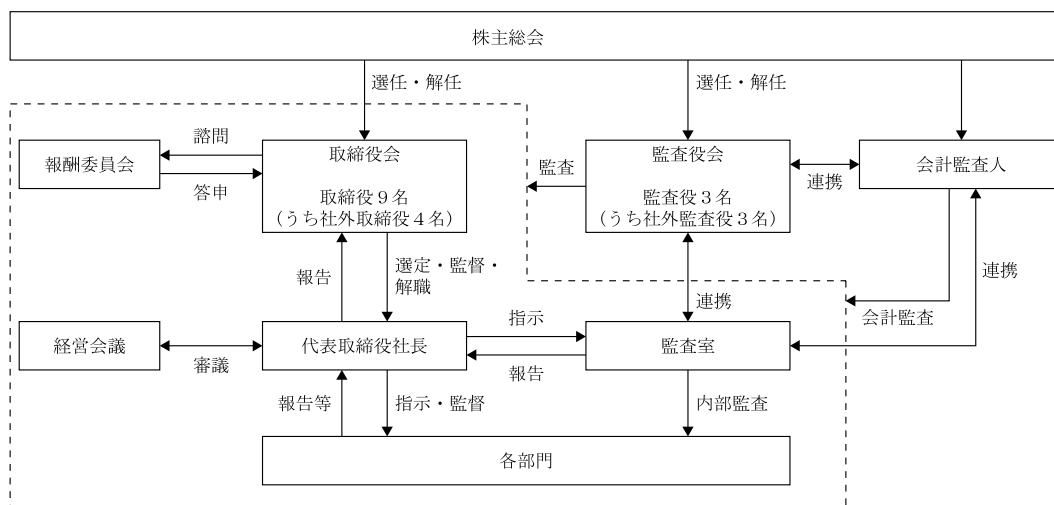 株主総会
選任・解任
選任・解任
報酬委員会
諮問
答申
取締役会
取締役9名
(うち社外取締役4名)
監査
監査役会
監査役3名
(うち社外監査役3名)
連携
会計監査人
報告
選定・監督・
解職
連携
連携
会計監査
経営会議
審議
代表取締役社長
指示
報告
監査室
報告等
指示・監督
内部監査
各部門